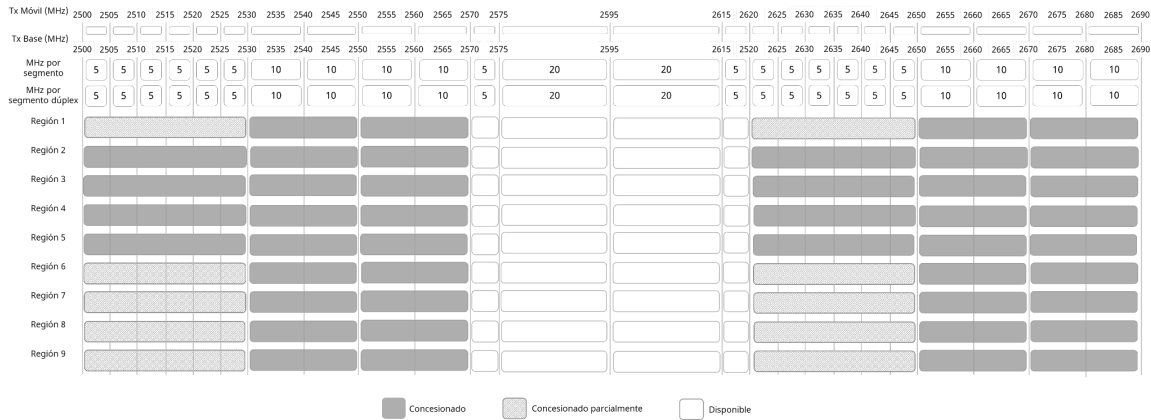 Tx Móvil (MHz) 2500 2505 2510 2515 2520 2525 2530 2535 2540 2545 2550 2555 2560 2565 2570 2575 2595 2615 2620 2625 2630 2635 2640 2645 2650 2655 2660 2665 2670 2675 2680 2685 2690
Tx Base (MHz)
2500 2505 2510 2515 2520 2525 2530 2535 2540 2545 2550 2555 2560 2565 2570 2575 2595 2615 2520 2625 2630 2635 2640 2645 2650 2655 2660 2665 2670 2675 2680 2685 2690
MHz por
segmento 5 5 5 5 5 5 10 10 10 10 5 20 20 5 5 5 5 5 5 5 10 10 10 10
MHz por
segmento dúplex 5 5 5 5 5 5 10 10 10 10 5 20 20 5 5 5 5 5 5 5 10 10 10 10
Región 1
Región 2
Región 3
Región 4
Región 5
Región 6
Región 7
Región 8
Región 9
Concesionado Concesionado parcialmente Disponible